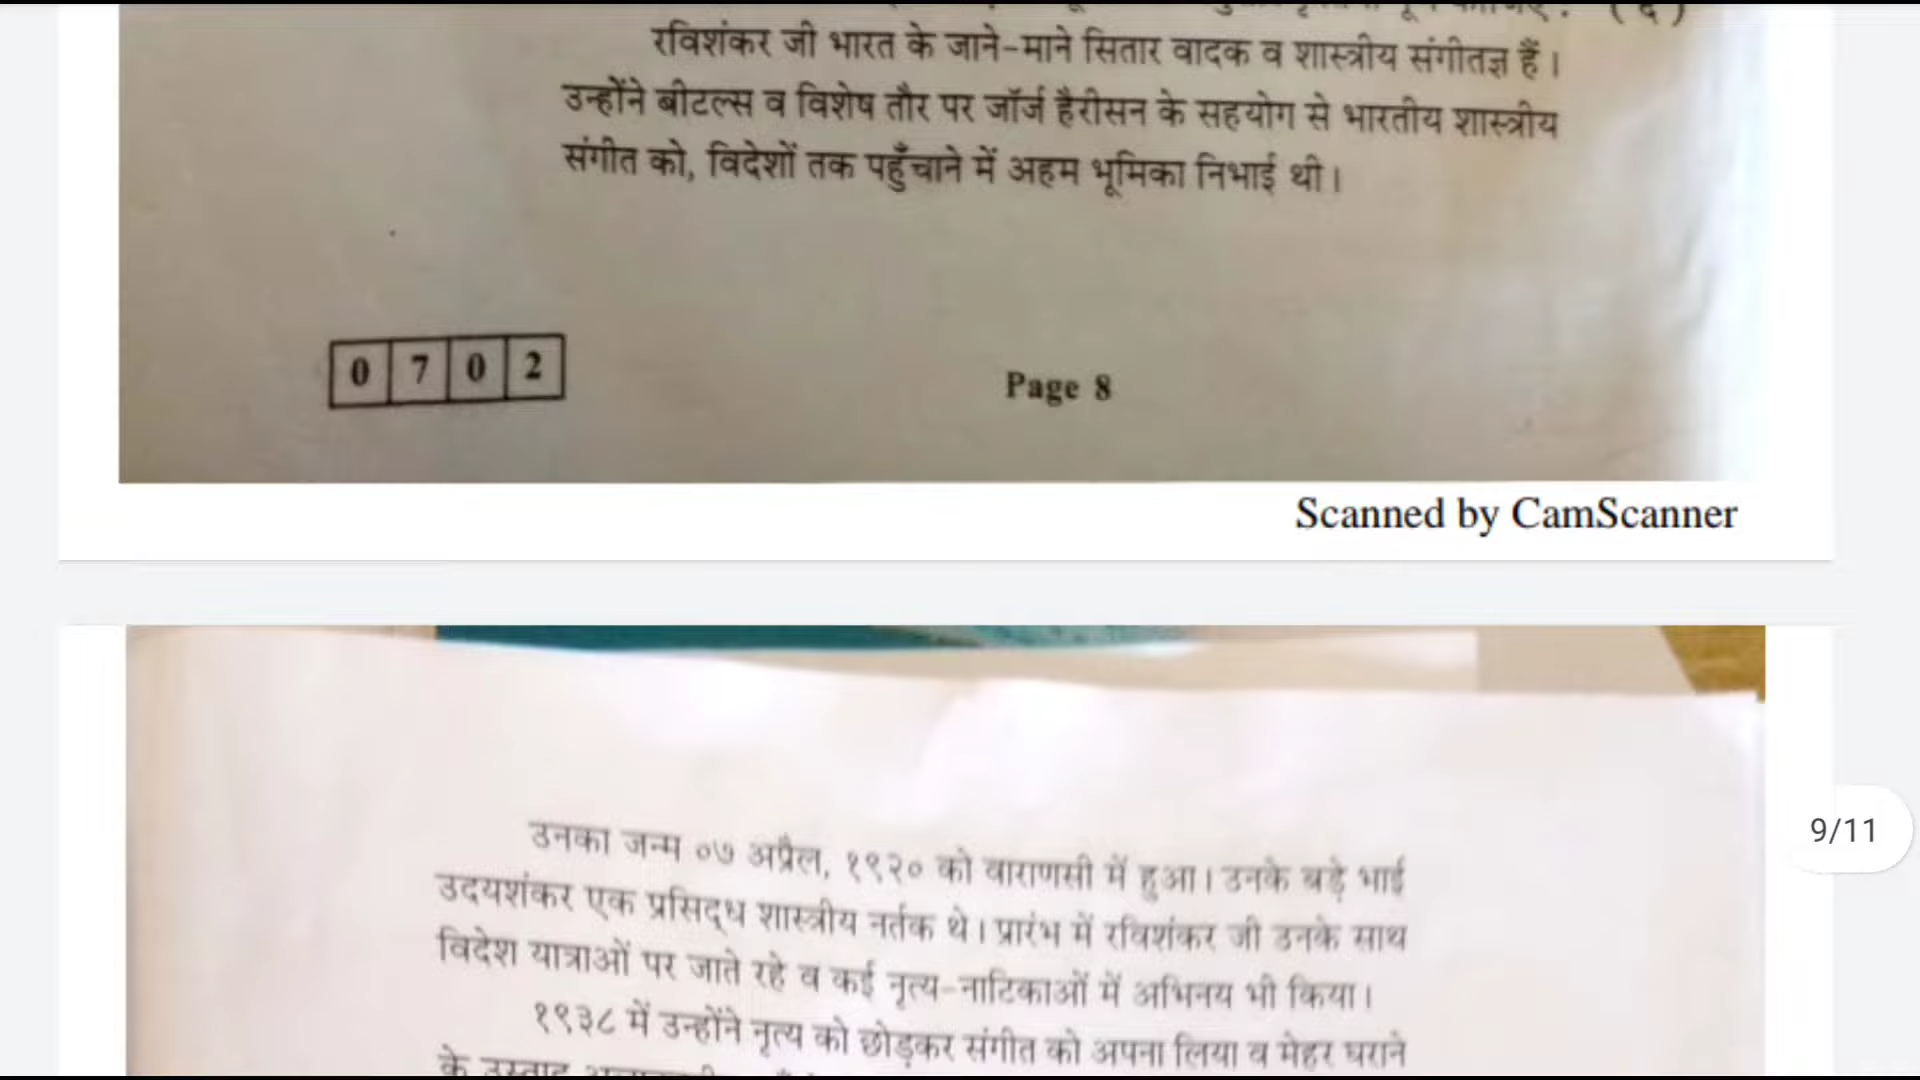 (६)
रविशंकर जी भारत के जाने-माने सितार वादक व शास्त्रीय संगीतज्ञ हैं।
उन्होंने बीटल्स व विशेष तौर पर जॉर्ज हैरीसन के सहयोग से भारतीय शास्त्रीय
संगीत को, विदेशों तक पहुँचाने में अहम भूमिका निभाई थी।
0 7 0 2
Page 8
Scanned by CamScanner
9/11
उनका जन्म ०७ अप्रैल, १९२० को वाराणसी में हुआ। उनके बड़े भाई
उदयशंकर एक प्रसिद्ध शास्त्रीय नर्तक थे। प्रारंभ में रविशंकर जी उनके साथ
विदेश यात्राओं पर जाते रहे व कई नृत्य-नाटिकाओं में अभिनय भी किया।
१९३८ में उन्होंने नृत्य को छोड़कर संगीत को अपना लिया व मेहर घराने
के उस्ताद